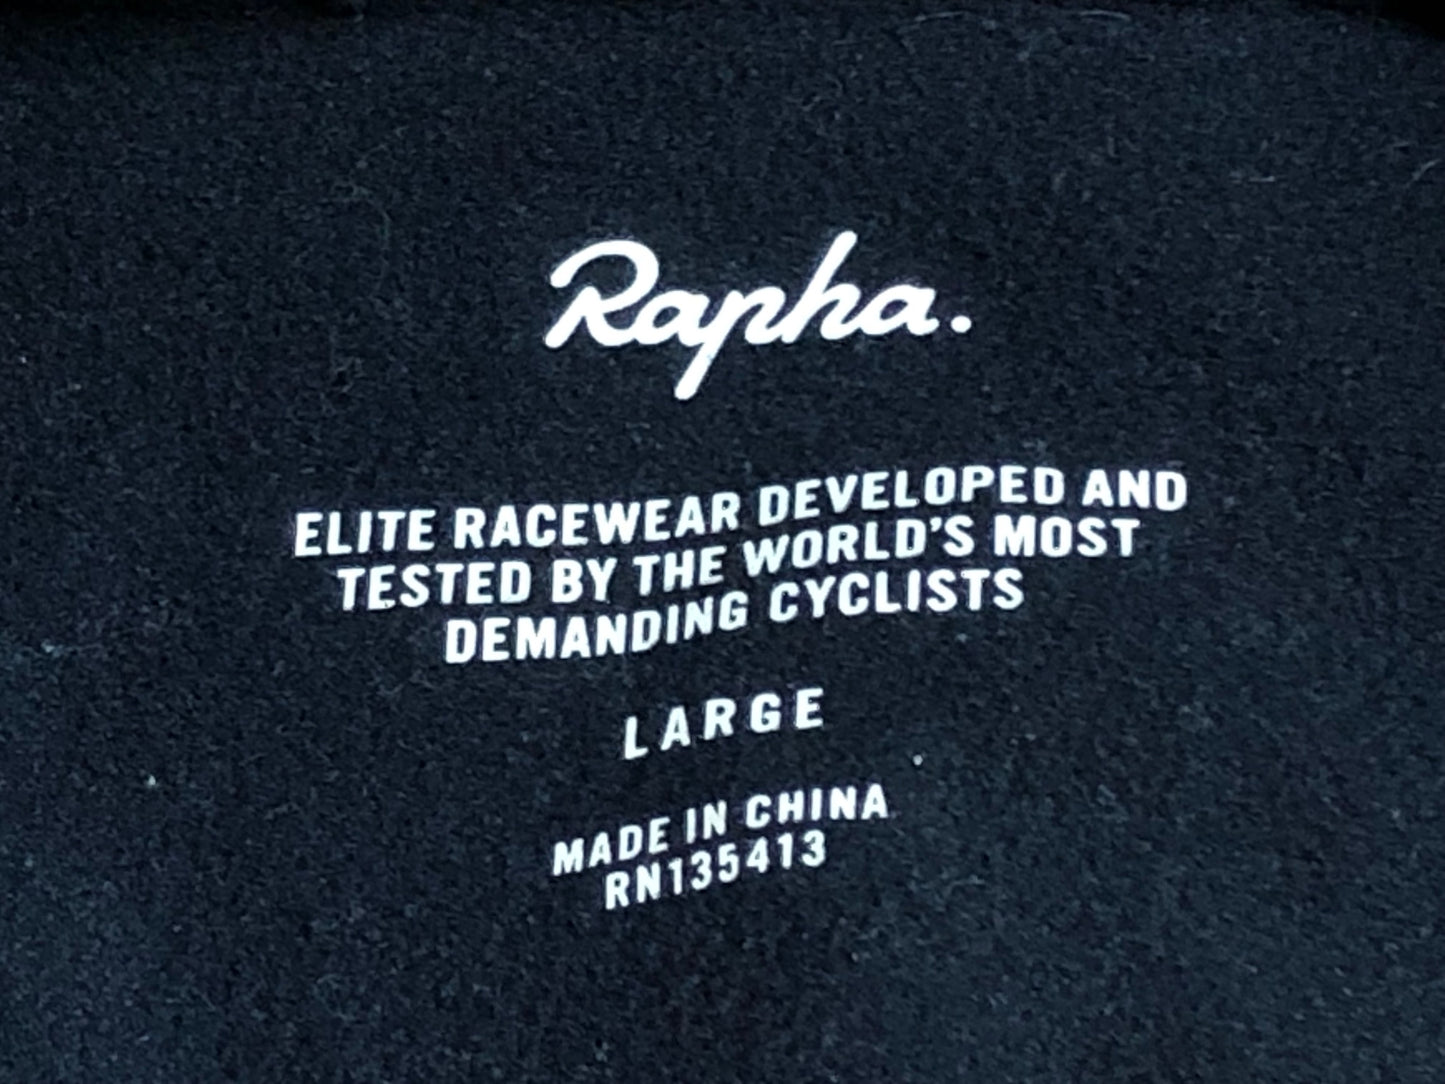 Rapha.
ELITE RACEWEAR DEVELOPED AND
TESTED BY THE WORLD'S MOST
DEMANDING CYCLISTS
LARGE
MADE IN CHINA
RN135413